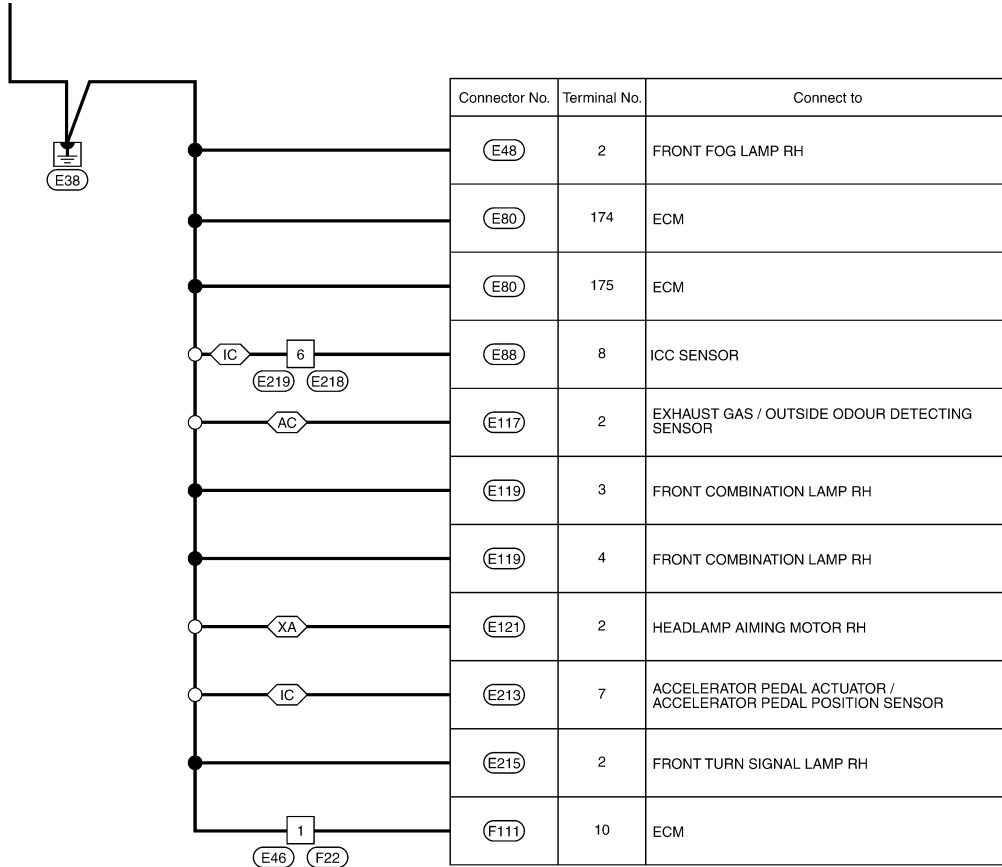 Connector No. Terminal No. Connect to
E48 2 FRONT FOG LAMP RH
E38
E80 174 ECM
E80 175 ECM
IC 6 E88 8 ICC SENSOR
E219 E218
AC E117 2 EXHAUST GAS / OUTSIDE ODOUR DETECTING
SENSOR
E119 3 FRONT COMBINATION LAMP RH
E119 4 FRONT COMBINATION LAMP RH
XA E121 2 HEADLAMP AIMING MOTOR RH
IC E213 7 ACCELERATOR PEDAL ACTUATOR /
ACCELERATOR PEDAL POSITION SENSOR
E215 2 FRONT TURN SIGNAL LAMP RH
1 F111 10 ECM
E46 F22